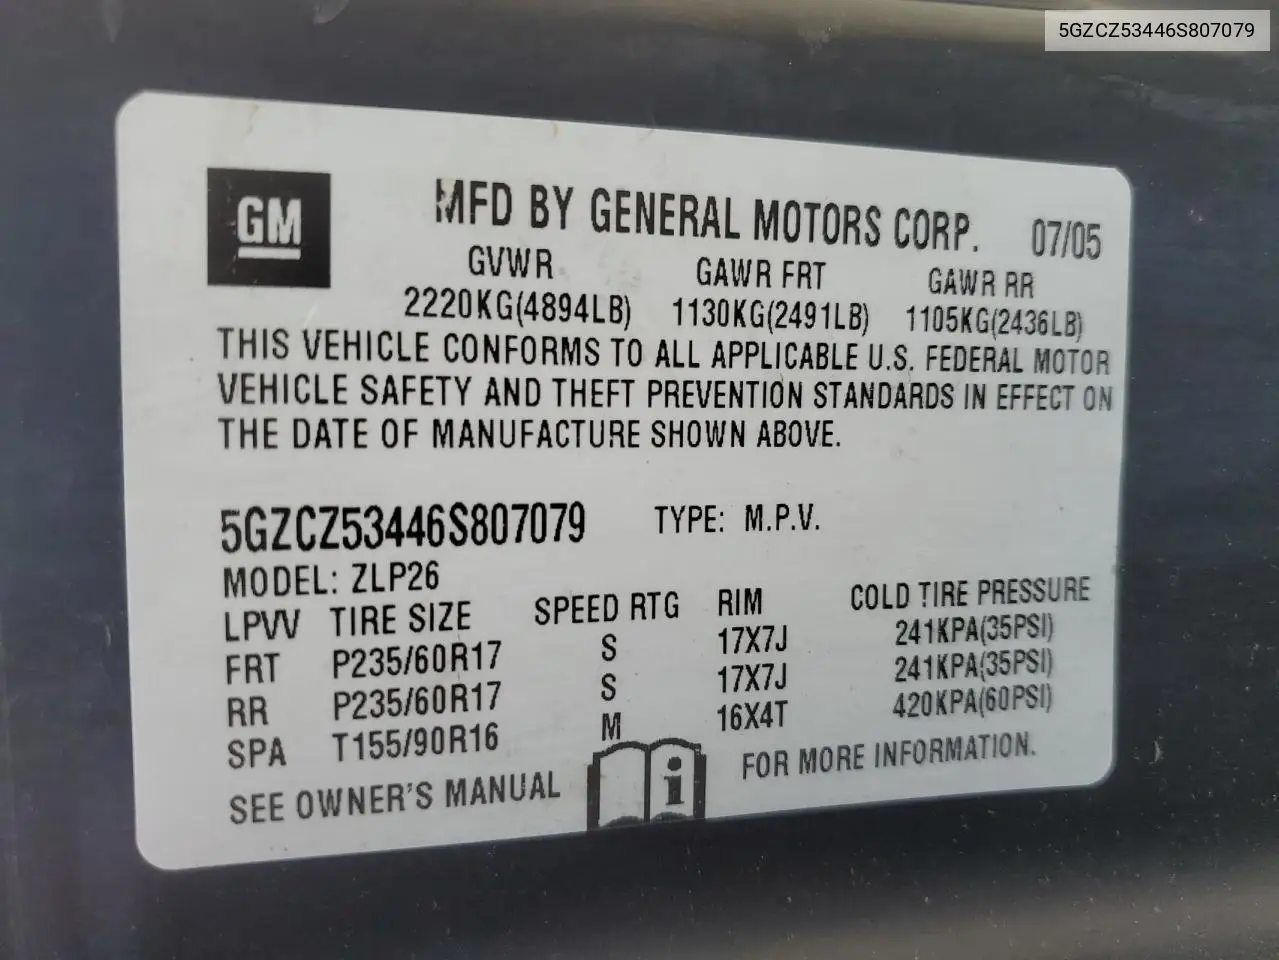 5GZCZ53446S807079
GM
MFD BY GENERAL MOTORS CORP. 07/05
GVWR GAWR FRT GAWR RR
2220KG(4894LB) 1130KG(2491LB) 1105KG(2436LB)
THIS VEHICLE CONFORMS TO ALL APPLICABLE U.S. FEDERAL MOTOR
VEHICLE SAFETY AND THEFT PREVENTION STANDARDS IN EFFECT ON
THE DATE OF MANUFACTURE SHOWN ABOVE.
5GZCZ53446S807079 TYPE: M.P.V.
MODEL: ZLP26
LPVV TIRE SIZE SPEED RTG RIM COLD TIRE PRESSURE
FRT P235/60R17 S 17X7J 241KPA(35PSI)
RR P235/60R17 S 17X7J 241KPA(35PSI)
SPA T155/90R16 M 16X4T 420KPA(60PSI)
SEE OWNER'S MANUAL i FOR MORE INFORMATION.